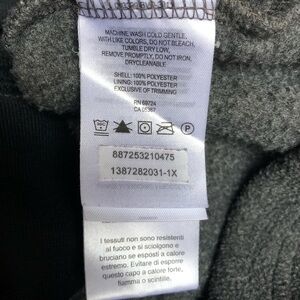 MACHINE WASH COLD GENTLE,
WITH LIKE COLORS, DO NOT BLEACH,
TUMBLE DRY LOW,
REMOVE PROMPTLY, DO NOT IRON,
DRYCLEANABLE
SHELL: 100% POLYESTER
LINING: 100% POLYESTER
EXCLUSIVE OF TRIMMING
RN 69724
P
887253210475
1387282031-1X
I tessuti non sono resistenti
al fuoco e si sciolgono e
bruciano se esposti a calore
estremo. Evitare di esporre
questo capo a calore forte,
fiamma o scintille.